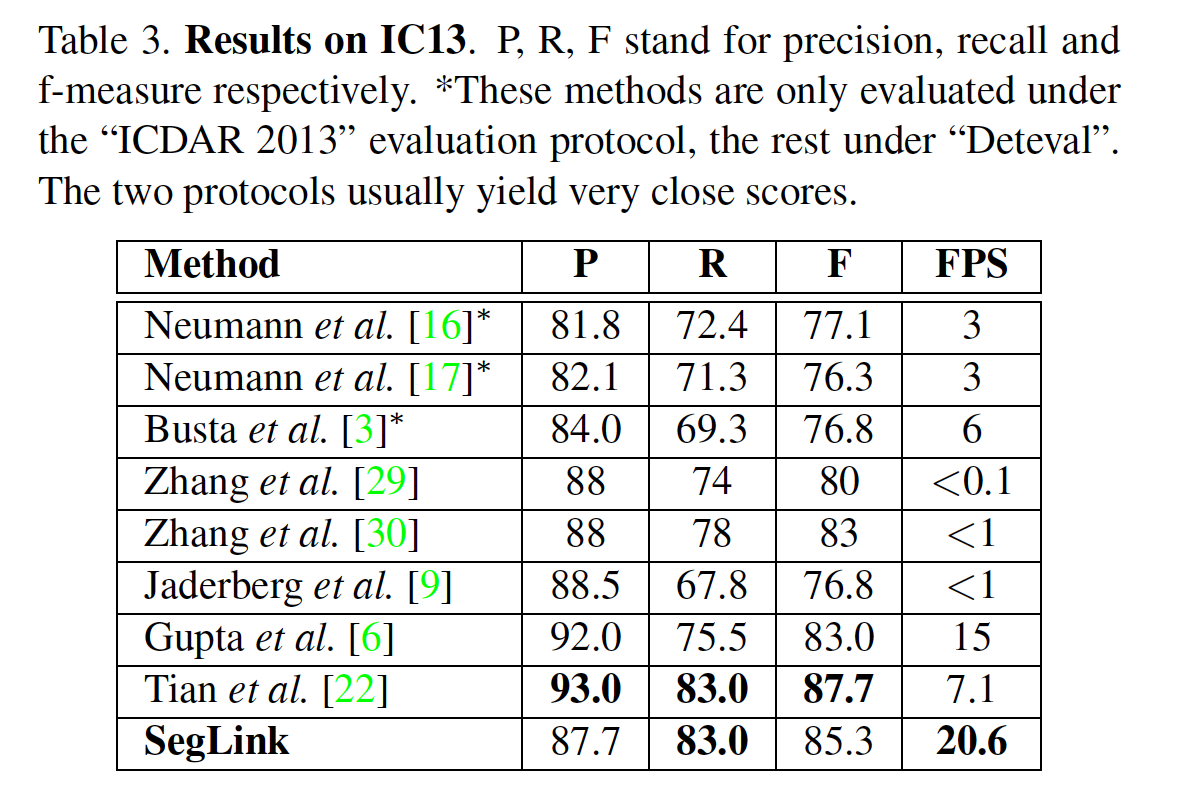 Table 3. Results on IC13. P, R, F stand for precision, recall and
f-measure respectively. *These methods are only evaluated under
the “ICDAR 2013” evaluation protocol, the rest under “Deteval”.
The two protocols usually yield very close scores.
Method P R F FPS
Neumann et al. [16]* 81.8 72.4 77.1 3
Neumann et al. [17]* 82.1 71.3 76.3 3
Busta et al. [3]* 84.0 69.3 76.8 6
Zhang et al. [29] 88 74 80 <0.1
Zhang et al. [30] 88 78 83 <1
Jaderberg et al. [9] 88.5 67.8 76.8 <1
Gupta et al. [6] 92.0 75.5 83.0 15
Tian et al. [22] 93.0 83.0 87.7 7.1
SegLink 87.7 83.0 85.3 20.6